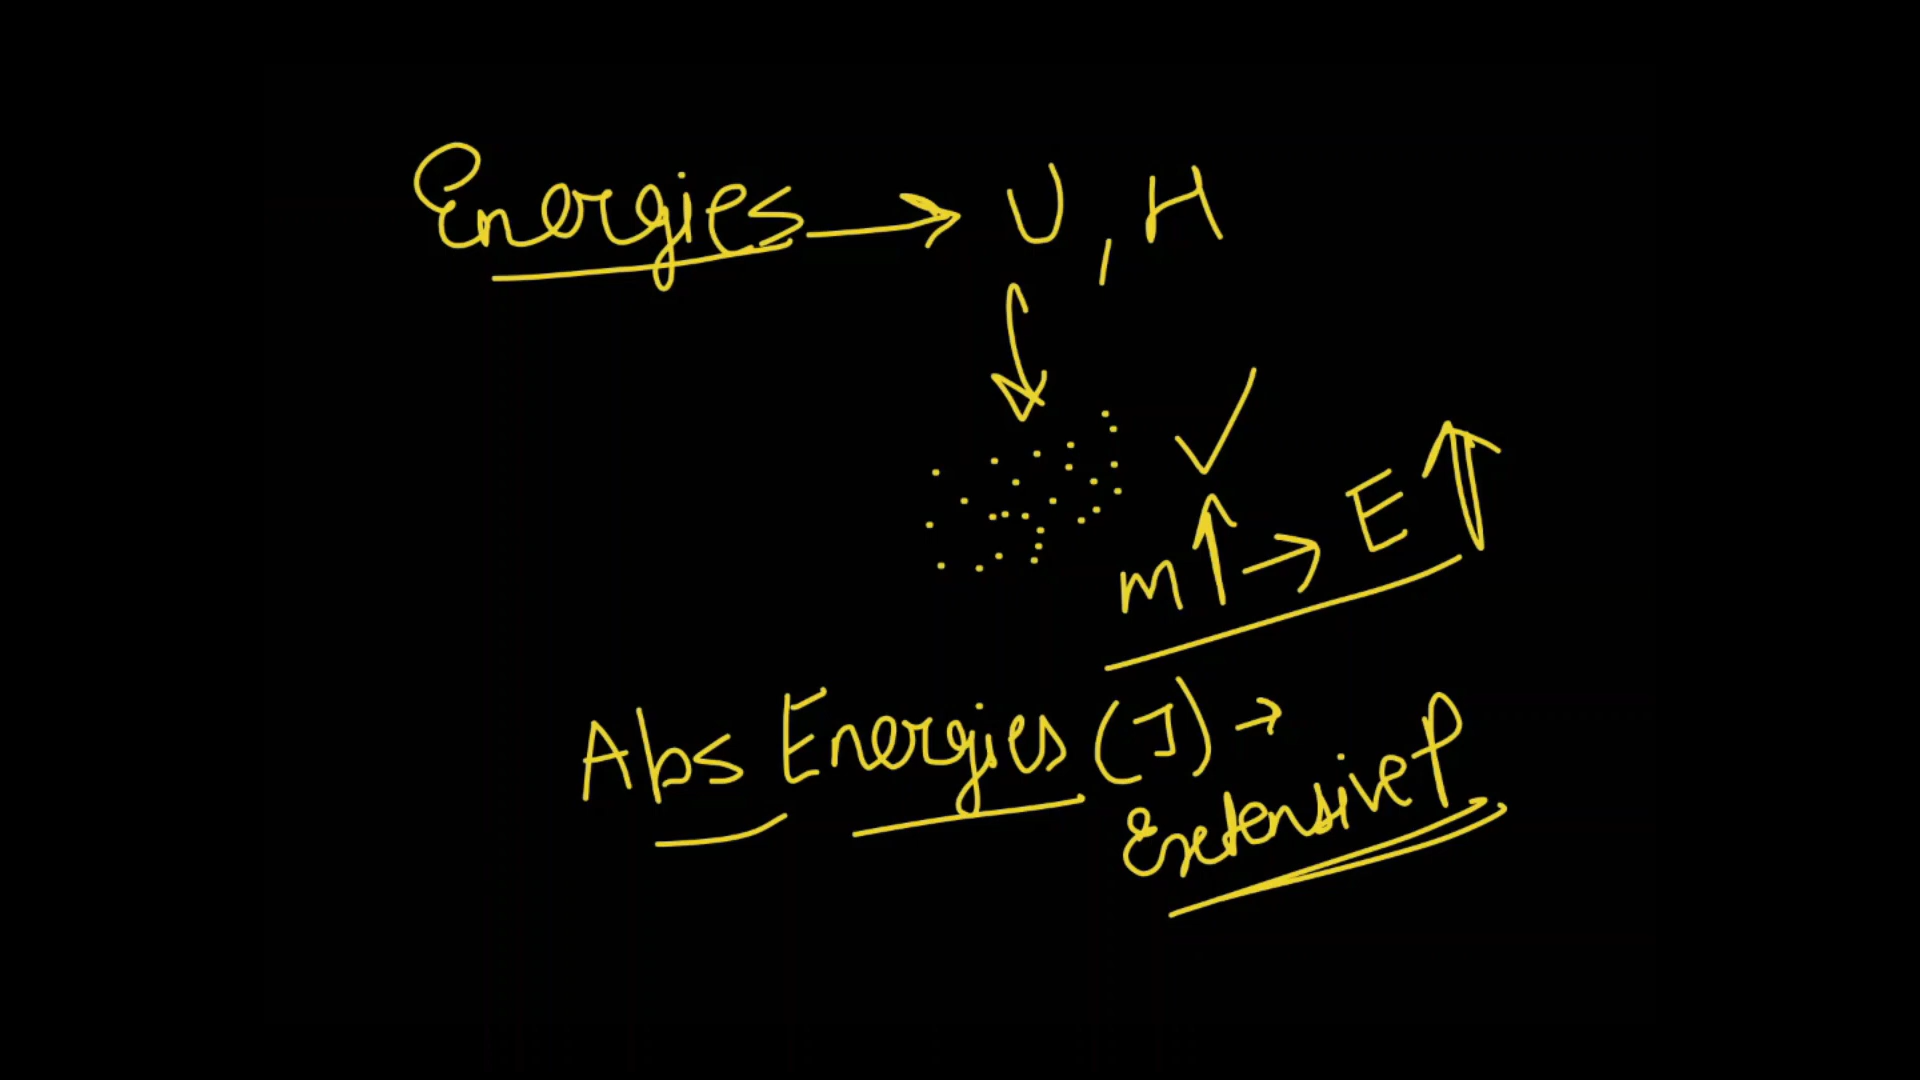 Energies → U, H
✓
m↑ → E↑
Abs Energies (J) →
Extensive P